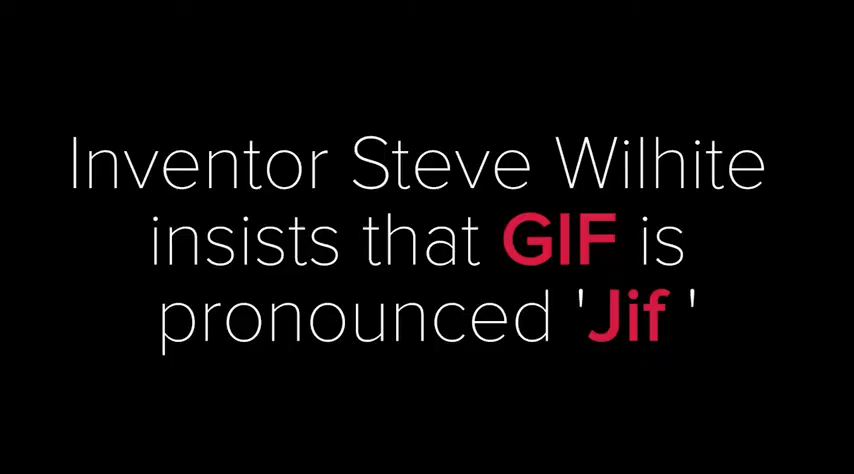 Inventor Steve Wilhite
insists that GIF is
pronounced 'Jif '